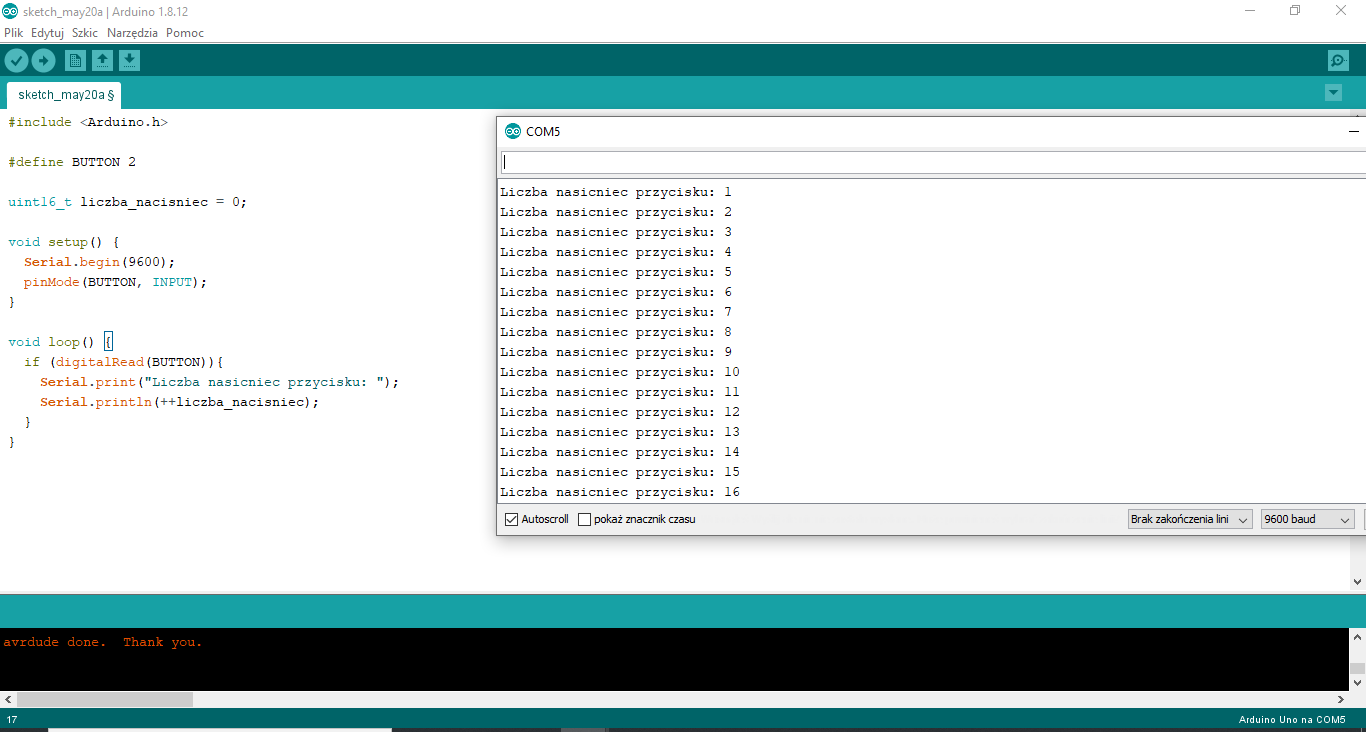 sketch_may20a | Arduino 1.8.12
Plik Edytuj Szkic Narzędzia Pomoc
sketch_may20a §
#include <Arduino.h>
#define BUTTON 2
uint16_t liczba_nacisniec = 0;
void setup() {
Serial.begin(9600);
pinMode(BUTTON, INPUT);
}
void loop() {
if (digitalRead(BUTTON)){
Serial.print("Liczba nasicniec przycisku: ");
Serial.println(++liczba_nacisniec);
}
}
COM5
Liczba nasicniec przycisku: 1
Liczba nasicniec przycisku: 2
Liczba nasicniec przycisku: 3
Liczba nasicniec przycisku: 4
Liczba nasicniec przycisku: 5
Liczba nasicniec przycisku: 6
Liczba nasicniec przycisku: 7
Liczba nasicniec przycisku: 8
Liczba nasicniec przycisku: 9
Liczba nasicniec przycisku: 10
Liczba nasicniec przycisku: 11
Liczba nasicniec przycisku: 12
Liczba nasicniec przycisku: 13
Liczba nasicniec przycisku: 14
Liczba nasicniec przycisku: 15
Liczba nasicniec przycisku: 16
Autoscroll pokaż znacznik czasu Brak zakończenia lini 9600 baud
avrdude done. Thank you.
17 Arduino Uno na COM5